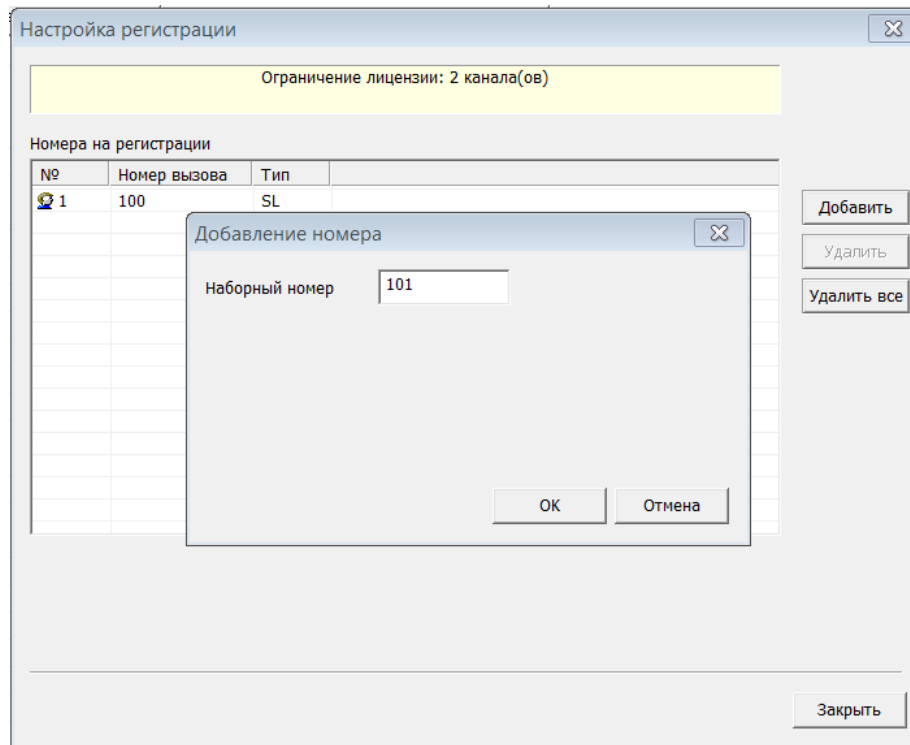 Настройка регистрации
Ограничение лицензии: 2 канала(ов)
Номера на регистрации
№ Номер вызова Тип
1 100 SL
Добавить
Удалить
Удалить все
Добавление номера
Наборный номер 101
OK Отмена
Закрыть